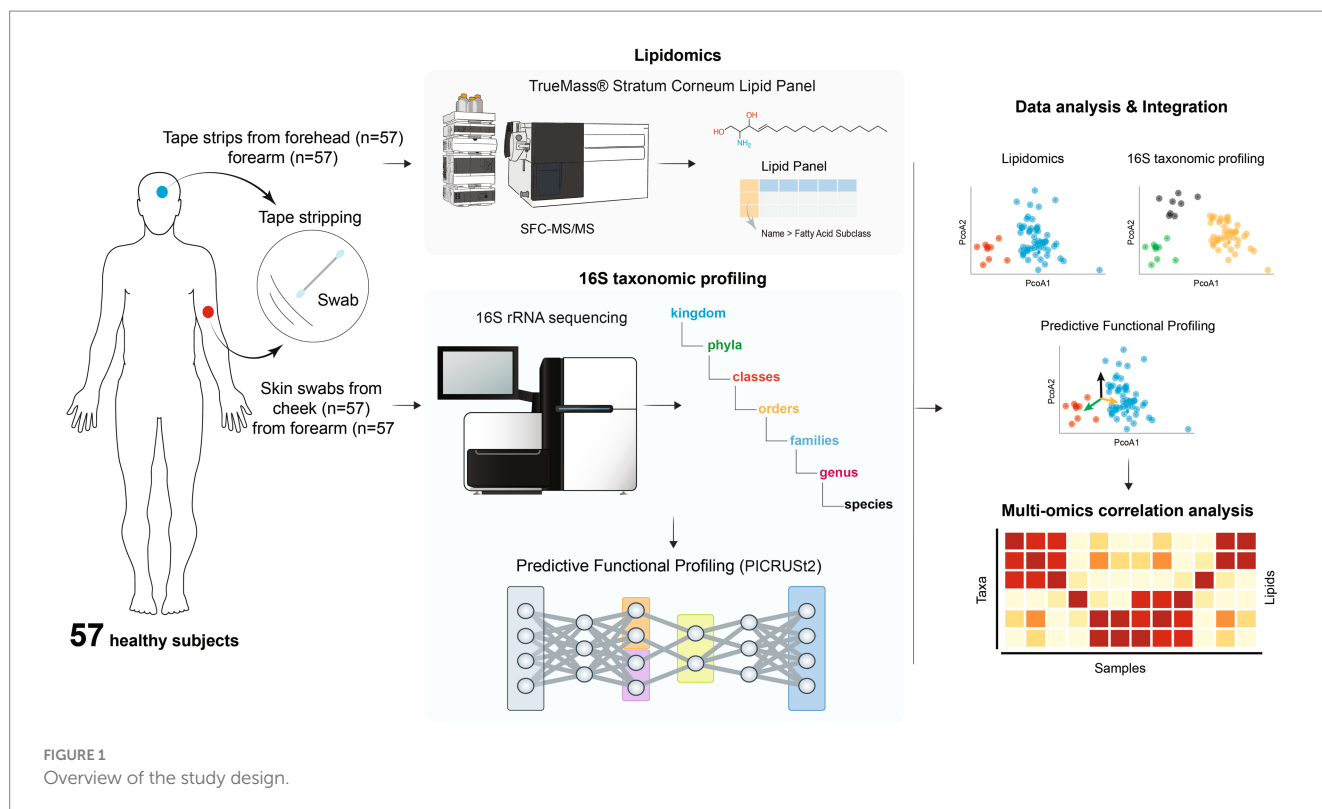 Lipidomics
TrueMass® Stratum Corneum Lipid Panel
Tape strips from forehead (n=57)
forearm (n=57)
Tape stripping
Swab
Skin swabs from
cheek (n=57)
from forearm (n=57
57 healthy subjects
SFC-MS/MS
OH
HO
NH₂
Lipid Panel
Name > Fatty Acid Subclass
16S taxonomic profiling
16S rRNA sequencing
kingdom
phyla
classes
orders
families
genus
species
Predictive Functional Profiling (PICRUSt2)
Data analysis & Integration
Lipidomics
PcoA2
PcoA1
16S taxonomic profiling
PcoA2
PcoA1
Predictive Functional Profiling
PcoA2
PcoA1
Multi-omics correlation analysis
Taxa
Lipids
Samples
FIGURE 1
Overview of the study design.